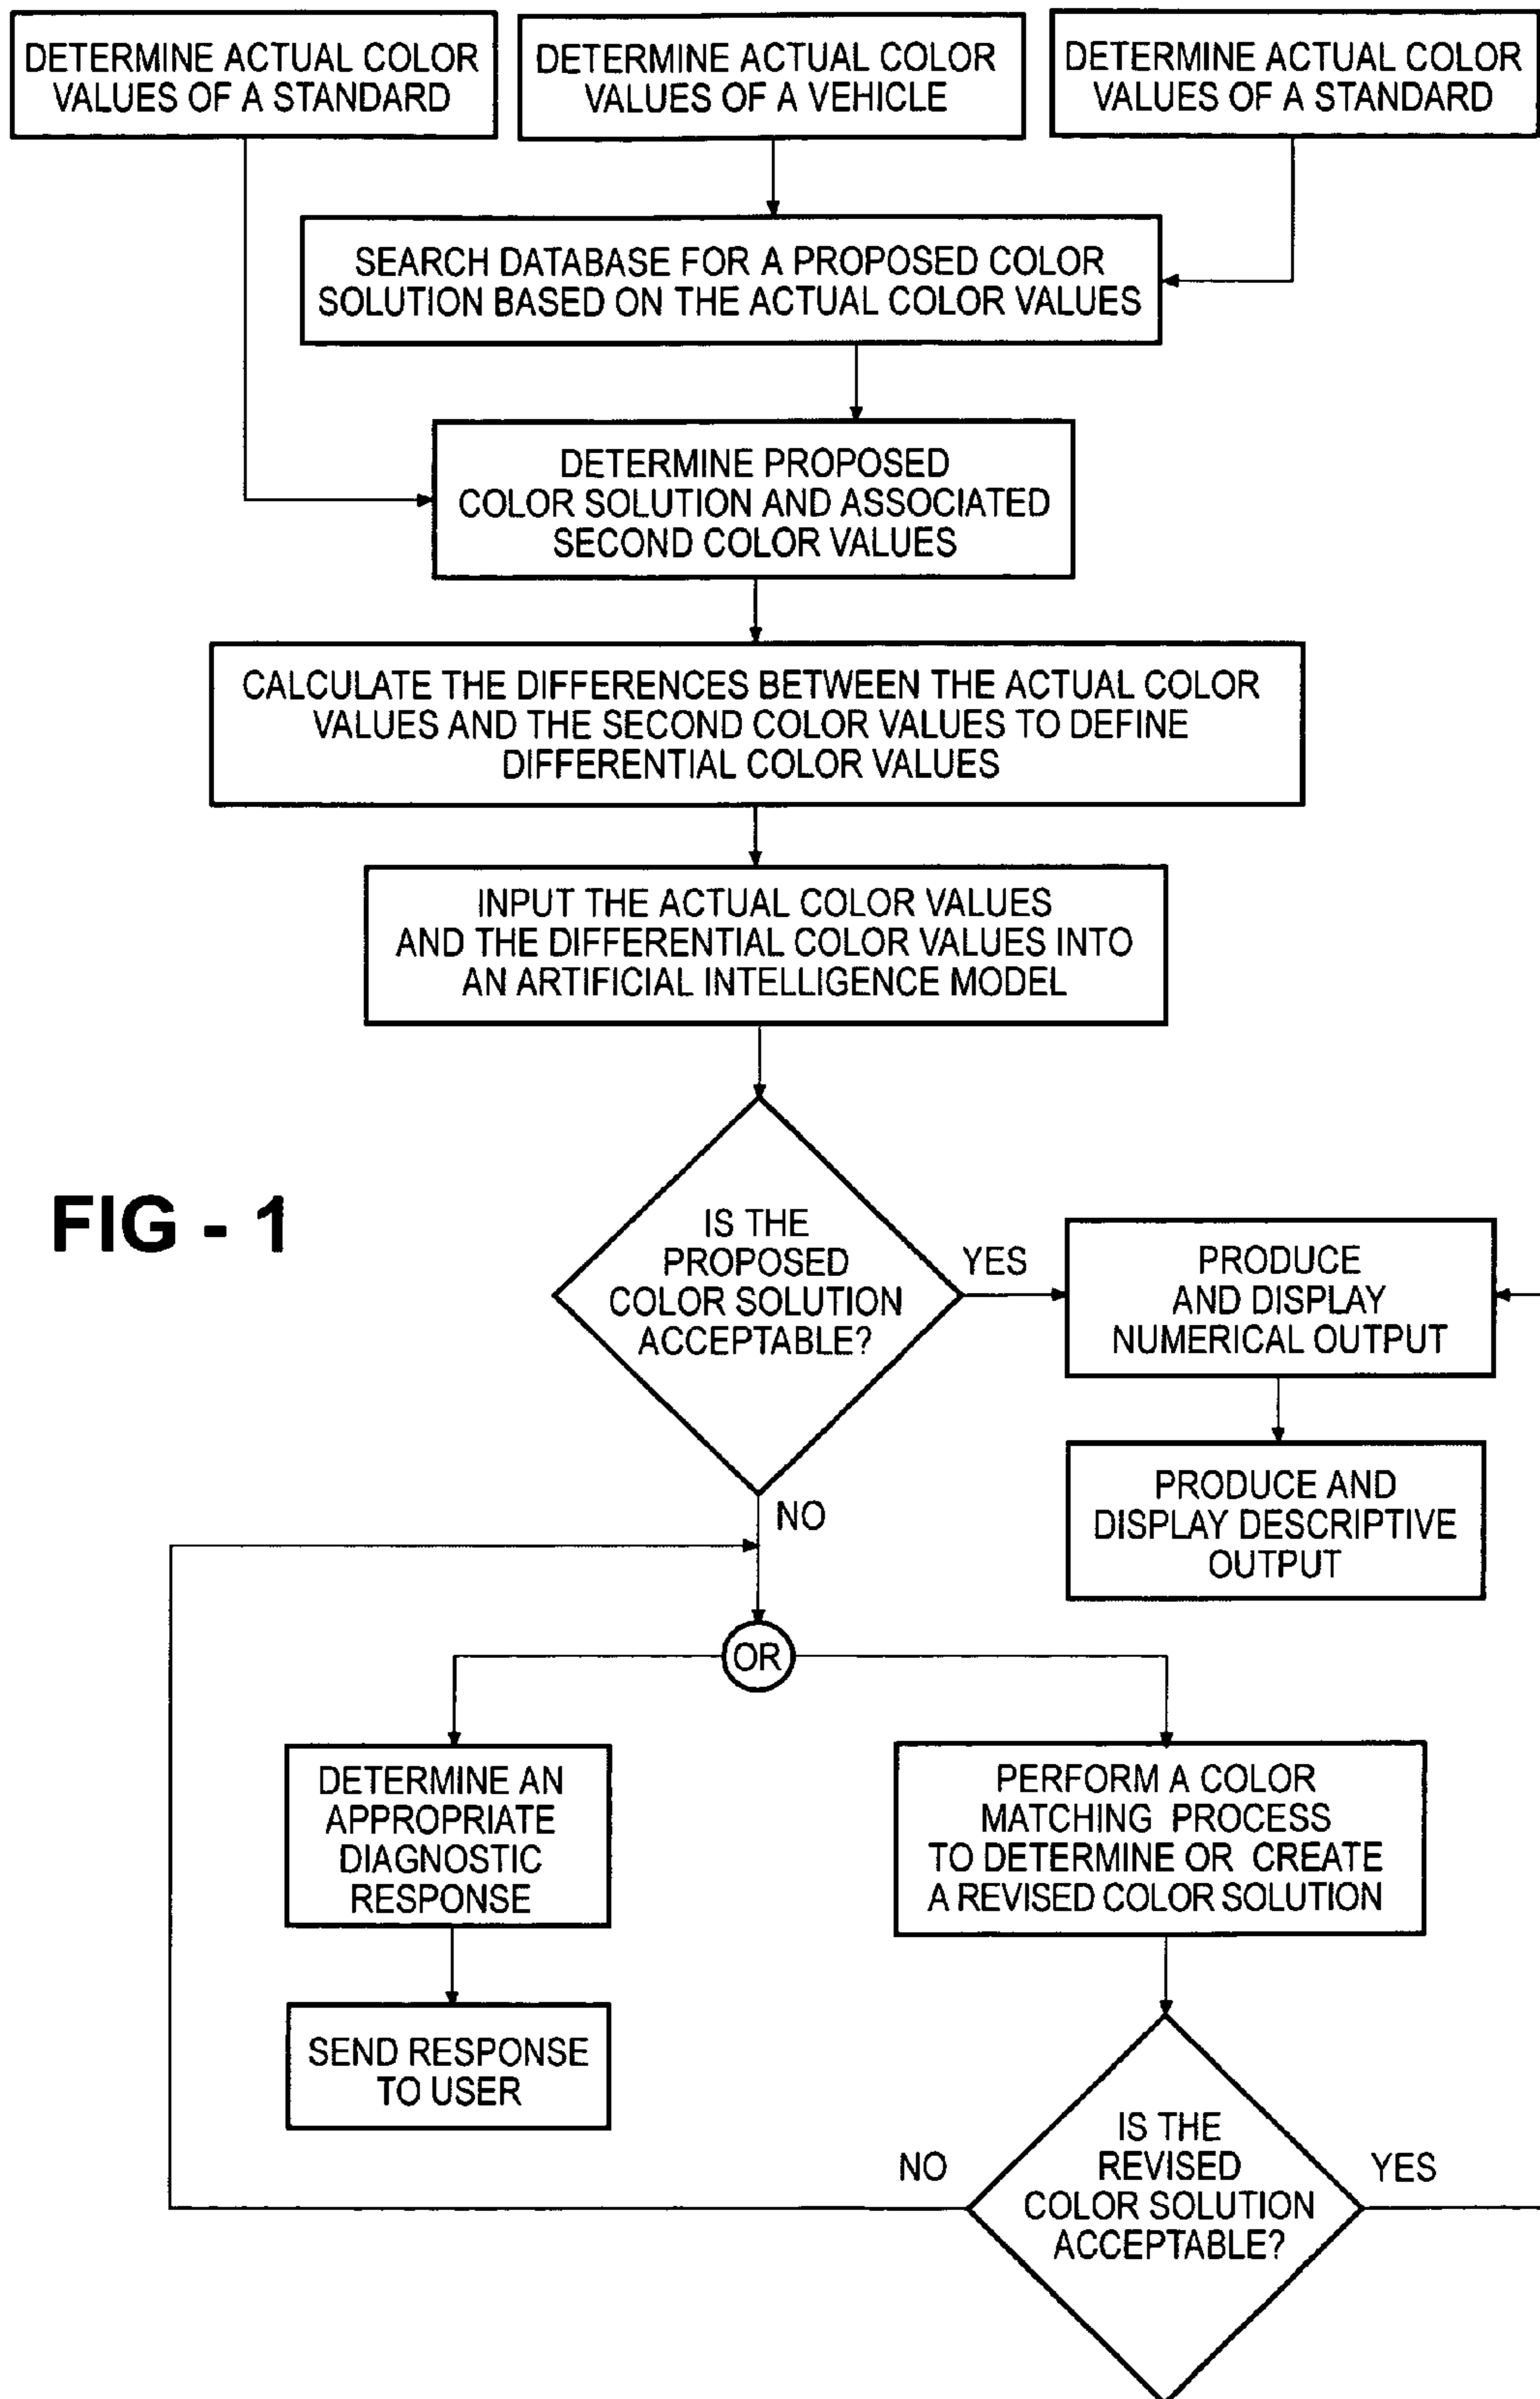 DETERMINE ACTUAL COLOR
VALUES OF A STANDARD
DETERMINE ACTUAL COLOR
VALUES OF A VEHICLE
DETERMINE ACTUAL COLOR
VALUES OF A STANDARD
SEARCH DATABASE FOR A PROPOSED COLOR
SOLUTION BASED ON THE ACTUAL COLOR VALUES
DETERMINE PROPOSED
COLOR SOLUTION AND ASSOCIATED
SECOND COLOR VALUES
CALCULATE THE DIFFERENCES BETWEEN THE ACTUAL COLOR
VALUES AND THE SECOND COLOR VALUES TO DEFINE
DIFFERENTIAL COLOR VALUES
INPUT THE ACTUAL COLOR VALUES
AND THE DIFFERENTIAL COLOR VALUES INTO
AN ARTIFICIAL INTELLIGENCE MODEL
FIG - 1
IS THE
PROPOSED
COLOR SOLUTION
ACCEPTABLE?
YES
PRODUCE
AND DISPLAY
NUMERICAL OUTPUT
PRODUCE AND
DISPLAY DESCRIPTIVE
OUTPUT
NO
OR
DETERMINE AN
APPROPRIATE
DIAGNOSTIC
RESPONSE
PERFORM A COLOR
MATCHING PROCESS
TO DETERMINE OR CREATE
A REVISED COLOR SOLUTION
SEND RESPONSE
TO USER
IS THE
REVISED
COLOR SOLUTION
ACCEPTABLE?
NO
YES